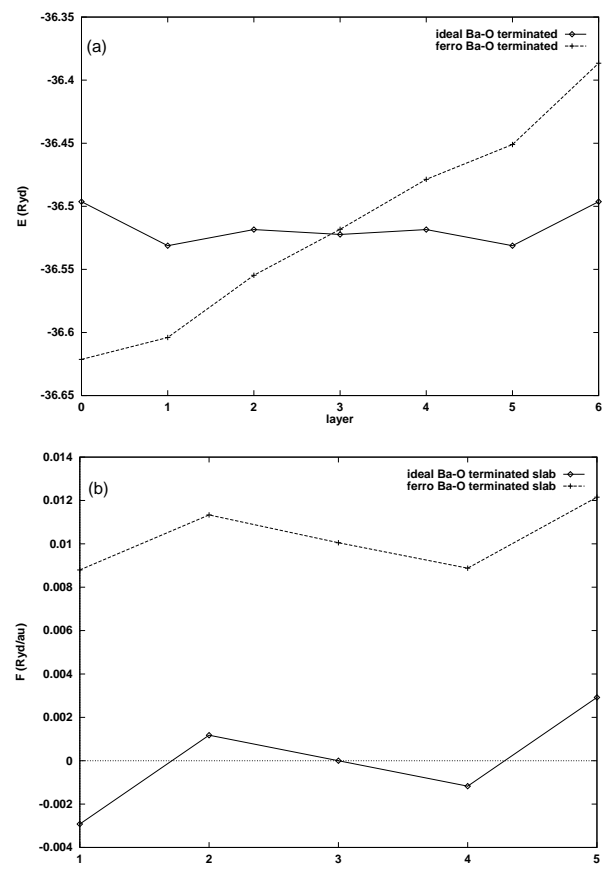 -36.35
(a)
ideal Ba-O terminated
ferro Ba-O terminated
-36.4
-36.45
-36.5
-36.55
-36.6
-36.65
E (Ryd)
0 1 2 3 4 5 6
layer
0.014
(b)
ideal Ba-O terminated slab
ferro Ba-O terminated slab
0.012
0.01
0.008
0.006
0.004
0.002
0
-0.002
-0.004
F (Ryd/au)
1 2 3 4 5